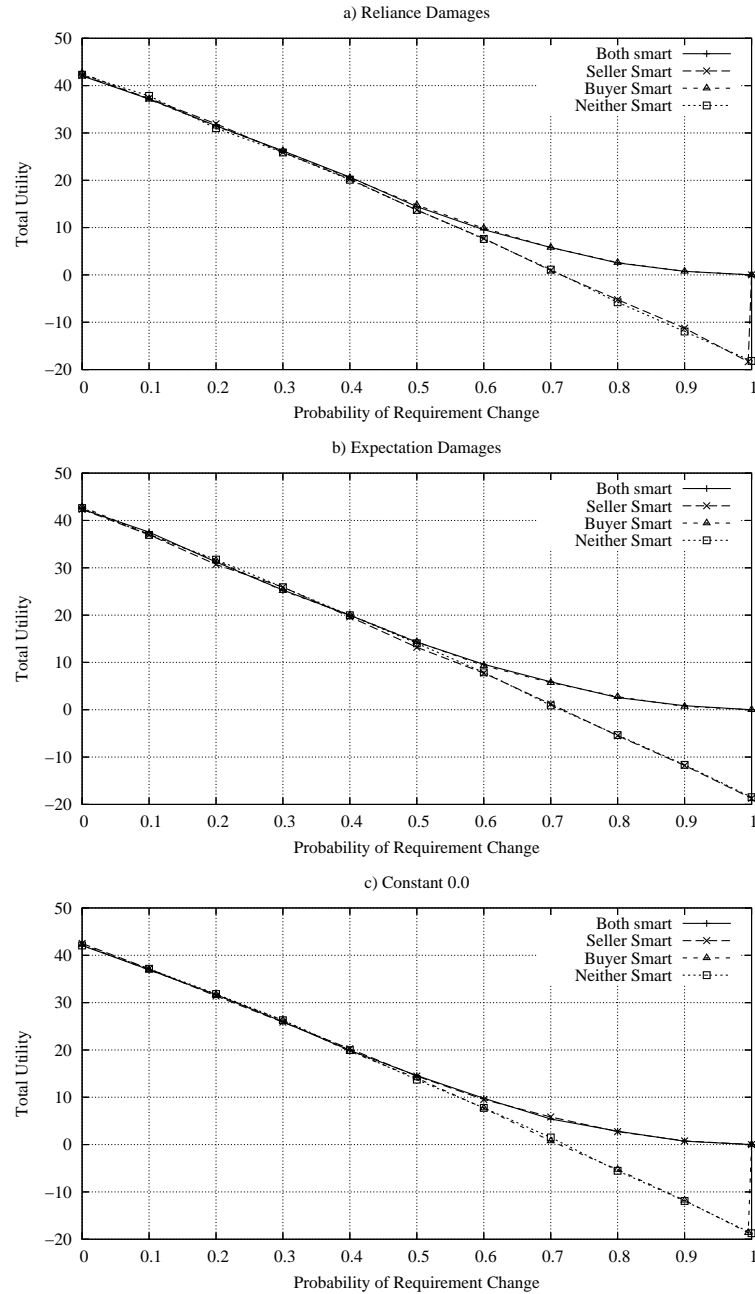 a) Reliance Damages
50
40
30
20
10
0
−10
−20
Total Utility
Both smart
Seller Smart
Buyer Smart
Neither Smart
0 0.1 0.2 0.3 0.4 0.5 0.6 0.7 0.8 0.9 1
Probability of Requirement Change
b) Expectation Damages
50
40
30
20
10
0
−10
−20
Total Utility
Both smart
Seller Smart
Buyer Smart
Neither Smart
0 0.1 0.2 0.3 0.4 0.5 0.6 0.7 0.8 0.9 1
Probability of Requirement Change
c) Constant 0.0
50
40
30
20
10
0
−10
−20
Total Utility
Both smart
Seller Smart
Buyer Smart
Neither Smart
0 0.1 0.2 0.3 0.4 0.5 0.6 0.7 0.8 0.9 1
Probability of Requirement Change